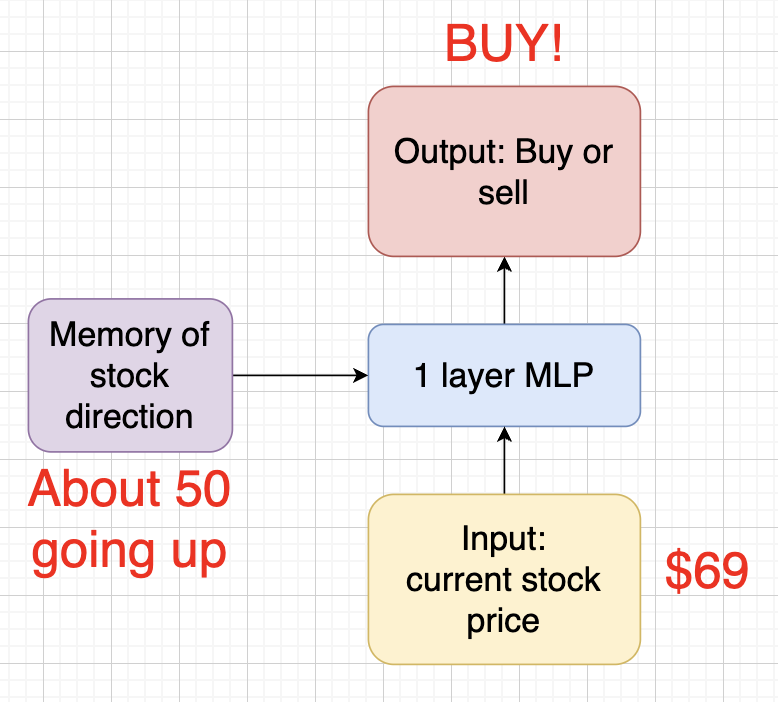 BUY!
Output: Buy or
sell
Memory of
stock
direction
1 layer MLP
About 50
going up
Input:
current stock
price
$69